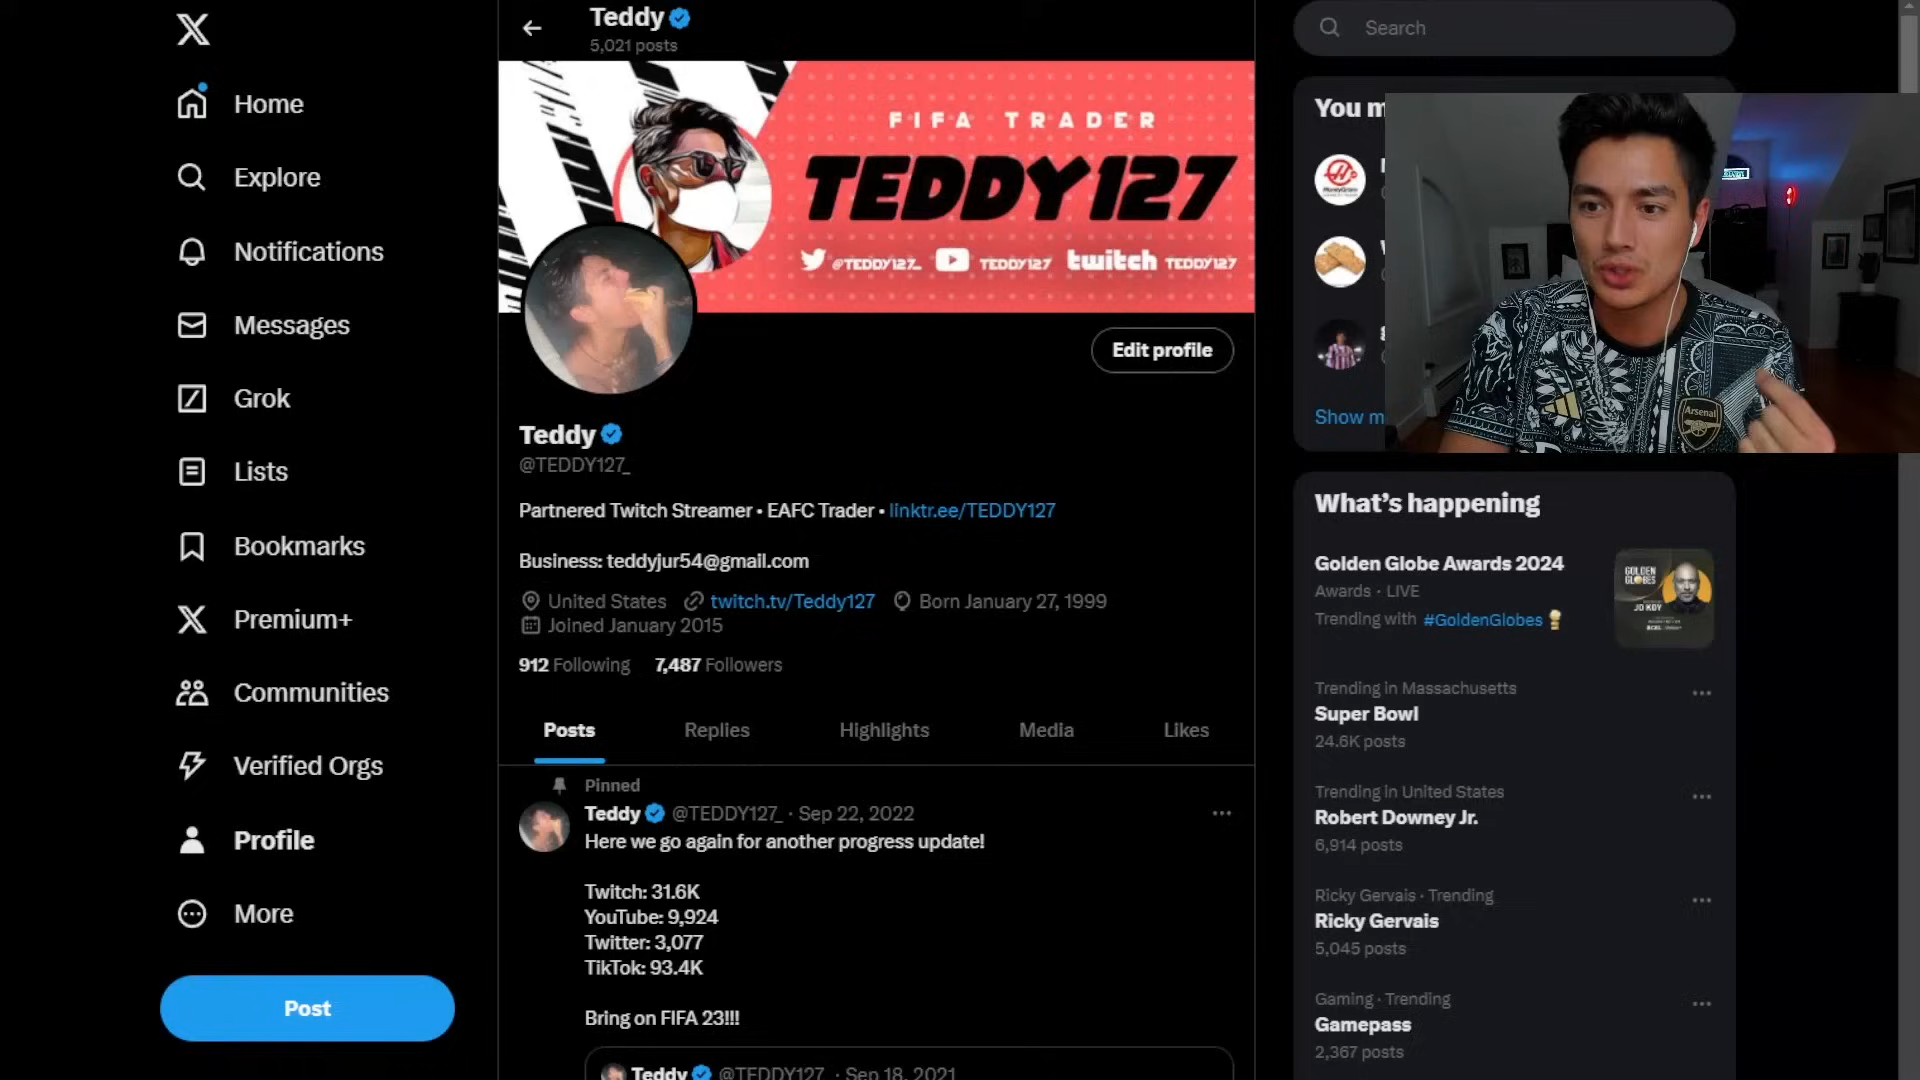 Home
Explore
Notifications
Messages
Grok
Lists
Bookmarks
Premium+
Communities
Verified Orgs
Profile
More
Post
Teddy
5,021 posts
FIFA TRADER
TEDDY127
@TEDDY127_ TEDDY127 twitch TEDDY127
Edit profile
Teddy
@TEDDY127_
Partnered Twitch Streamer • EAFC Trader • linktr.ee/TEDDY127
Business: teddyjur54@gmail.com
United States twitch.tv/Teddy127 Born January 27, 1999
Joined January 2015
912 Following 7,487 Followers
Posts Replies Highlights Media Likes
Pinned
Teddy @TEDDY127_ · Sep 22, 2022
Here we go again for another progress update!
Twitch: 31.6K
YouTube: 9,924
Twitter: 3,077
TikTok: 93.4K
Bring on FIFA 23!!!
Teddy @TEDDY127_ · Sep 18, 2021
Search
You m
MoneyGram
Show m
Arsenal
What's happening
Golden Globe Awards 2024
Awards · LIVE
Trending with #GoldenGlobes
GOLDEN
GLOBES
JO KOY
Trending in Massachusetts
Super Bowl
24.6K posts
Trending in United States
Robert Downey Jr.
6,914 posts
Ricky Gervais · Trending
Ricky Gervais
5,045 posts
Gaming · Trending
Gamepass
2,367 posts